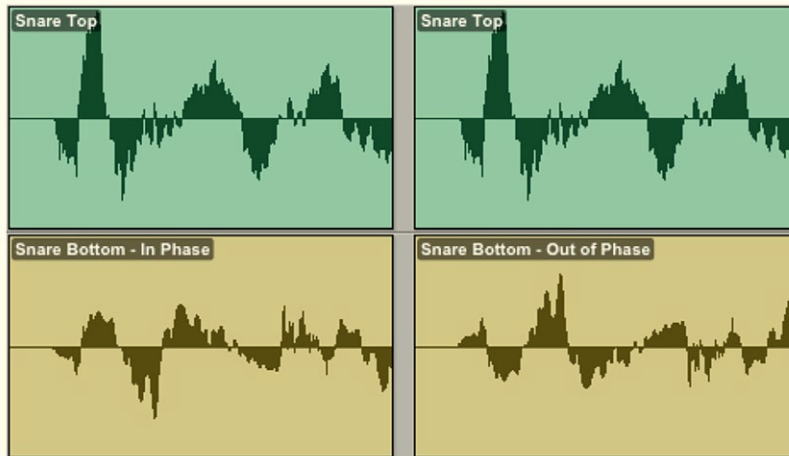 Snare Top
Snare Top
Snare Bottom - In Phase
Snare Bottom - Out of Phase